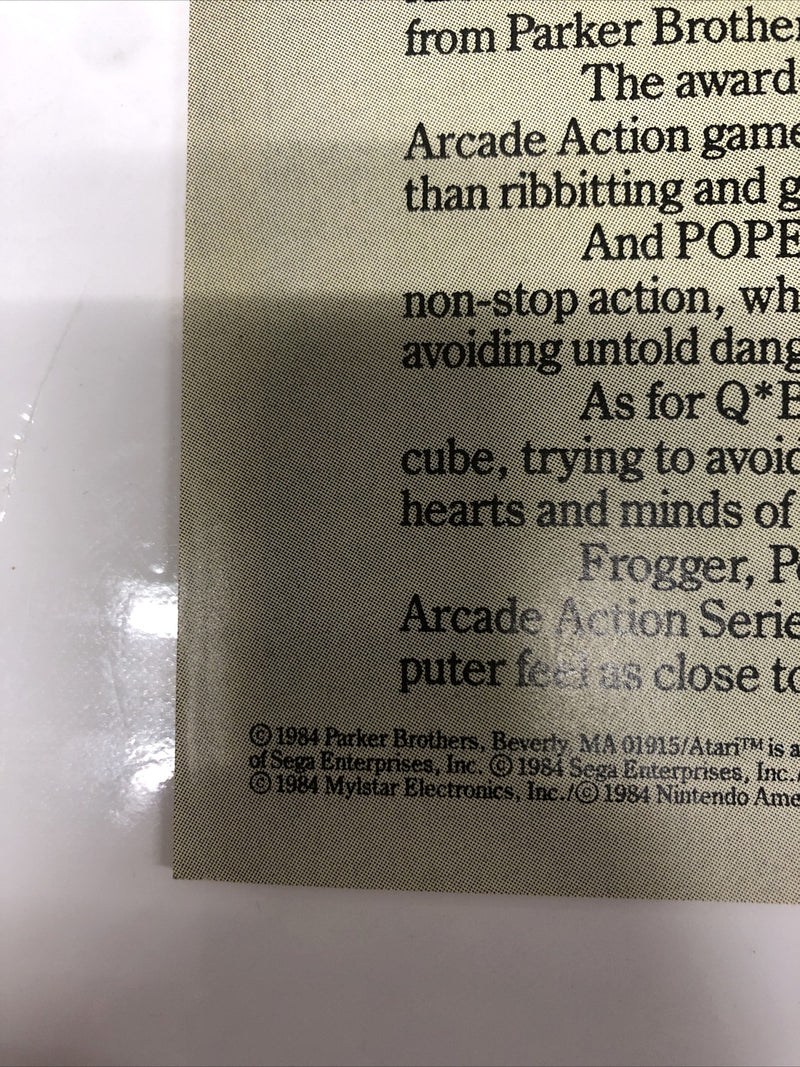 from Parker Brothe
The award
Arcade Action game
than ribbitting and g
And POPE
non-stop action, wh
avoiding untold dang
As for Q*B
cube, trying to avoid
hearts and minds of
Frogger, P
Arcade Action Serie
puter feel as close to
© 1984 Parker Brothers, Beverly, MA 01915/Atari™ is a
of Sega Enterprises, Inc. © 1984 Sega Enterprises, Inc./
© 1984 Mylstar Electronics, Inc./© 1984 Nintendo Ame